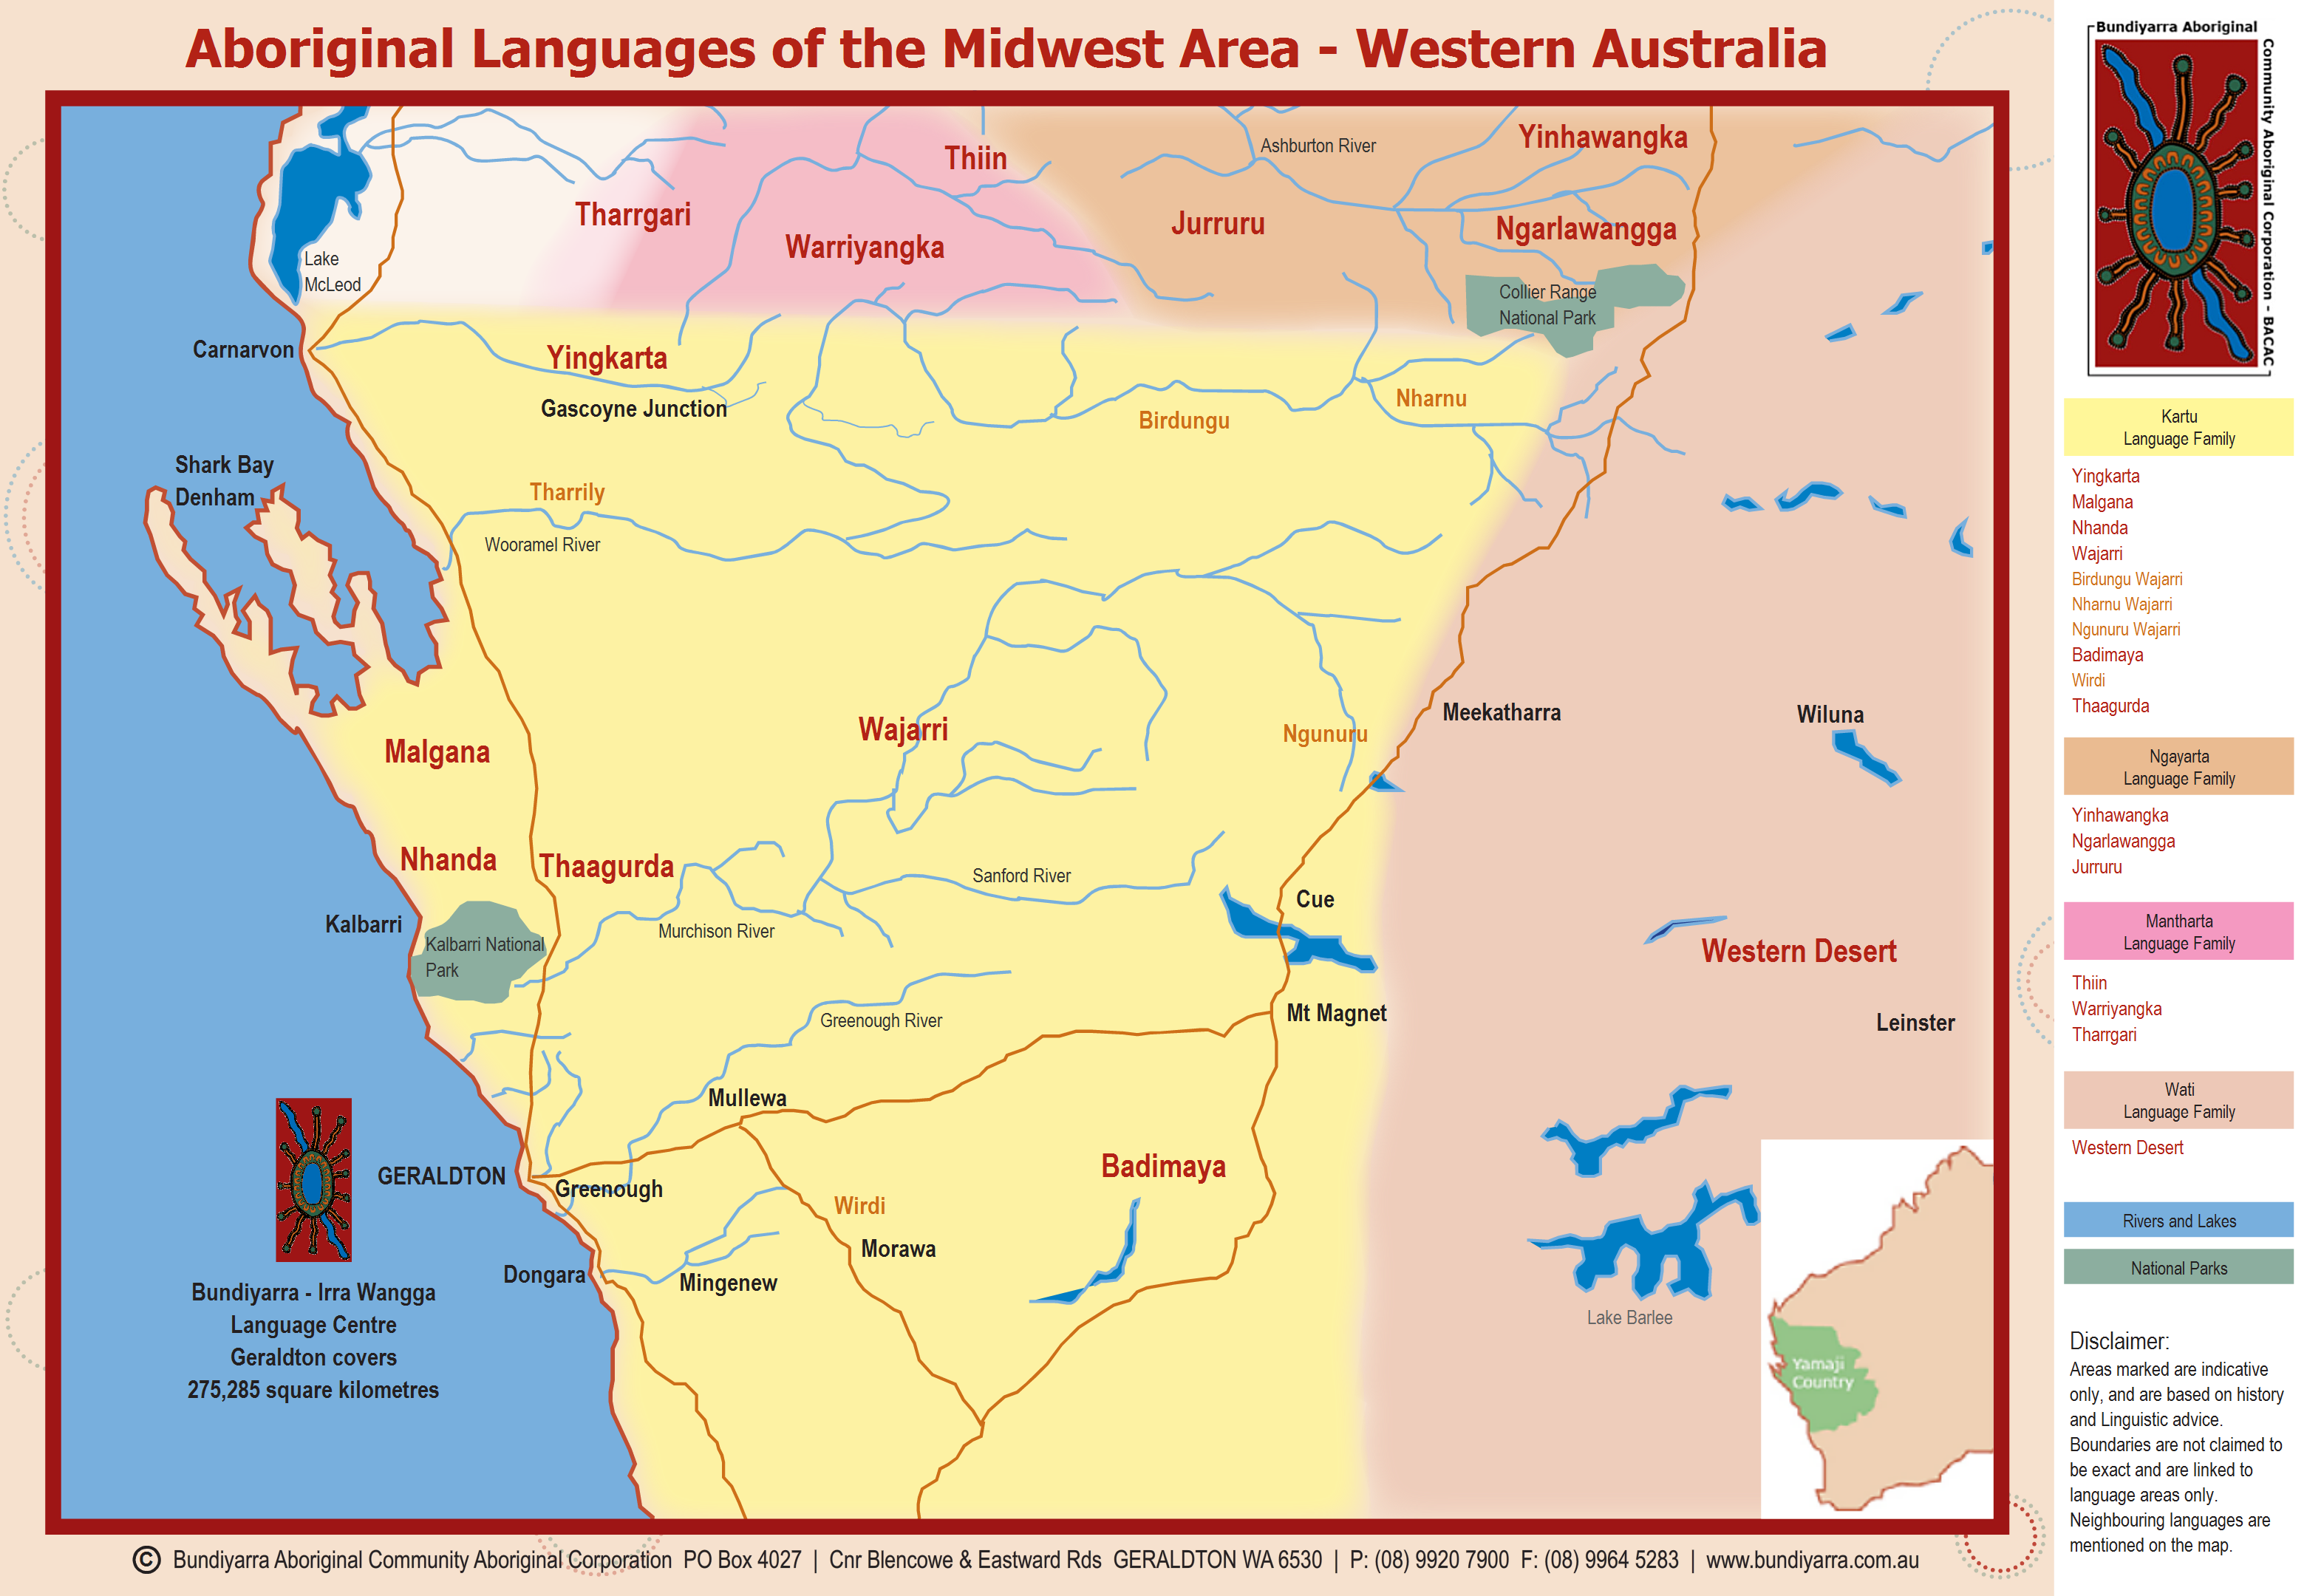 Aboriginal Languages of the Midwest Area - Western Australia
Bundiyarra Aboriginal
Community Aboriginal Corporation - BACAC
Thiin
Ashburton River
Yinhawangka
Tharrgari
Warriyangka
Jurruru
Ngarlawangga
Lake
McLeod
Collier Range
National Park
Carnarvon
Yingkarta
Gascoyne Junction
Birdungu
Nharnu
Shark Bay
Denham
Tharrily
Wooramel River
Malgana
Wajarri
Ngunuru
Meekatharra
Wiluna
Nhanda
Thaagurda
Sanford River
Cue
Kalbarri
Kalbarri National
Park
Murchison River
Western Desert
Greenough River
Mt Magnet
Leinster
Mullewa
GERALDTON
Greenough
Badimaya
Wirdi
Morawa
Dongara
Mingenew
Lake Barlee
Bundiyarra - Irra Wangga
Language Centre
Geraldton covers
275,285 square kilometres
Yamaji
Country
Kartu
Language Family
Yingkarta
Malgana
Nhanda
Wajarri
Birdungu Wajarri
Nharnu Wajarri
Ngunuru Wajarri
Badimaya
Wirdi
Thaagurda
Ngayarta
Language Family
Yinhawangka
Ngarlawangga
Jurruru
Mantharta
Language Family
Thiin
Warriyangka
Tharrgari
Wati
Language Family
Western Desert
Rivers and Lakes
National Parks
Disclaimer:
Areas marked are indicative
only, and are based on history
and Linguistic advice.
Boundaries are not claimed to
be exact and are linked to
language areas only.
Neighbouring languages are
mentioned on the map.
© Bundiyarra Aboriginal Community Aboriginal Corporation PO Box 4027 | Cnr Blencowe & Eastward Rds GERALDTON WA 6530 | P: (08) 9920 7900 F: (08) 9964 5283 | www.bundiyarra.com.au